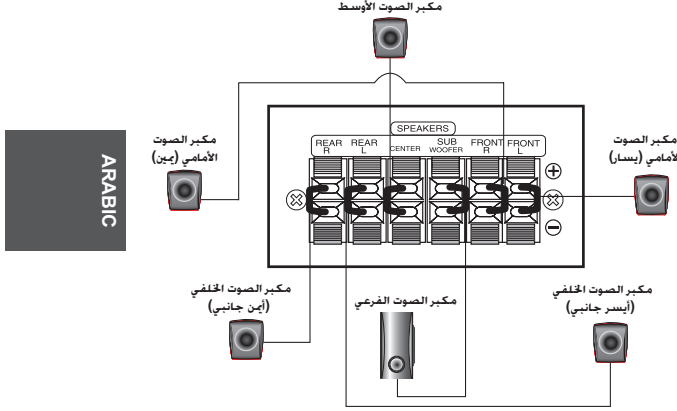 مكبر الصوت الأوسط
SPEAKERS
REAR R
REAR L
CENTER
SUB WOOFER
FRONT R
FRONT L
مكبر الصوت
الأمامي (يمين)
مكبر الصوت
لأمامي (يسار)
ARABIC
مكبر الصوت الخلفي
(أيمن جانبي)
مكبر الصوت الفرعي
مكبر الصوت الخلفي
(أيسر جانبي)